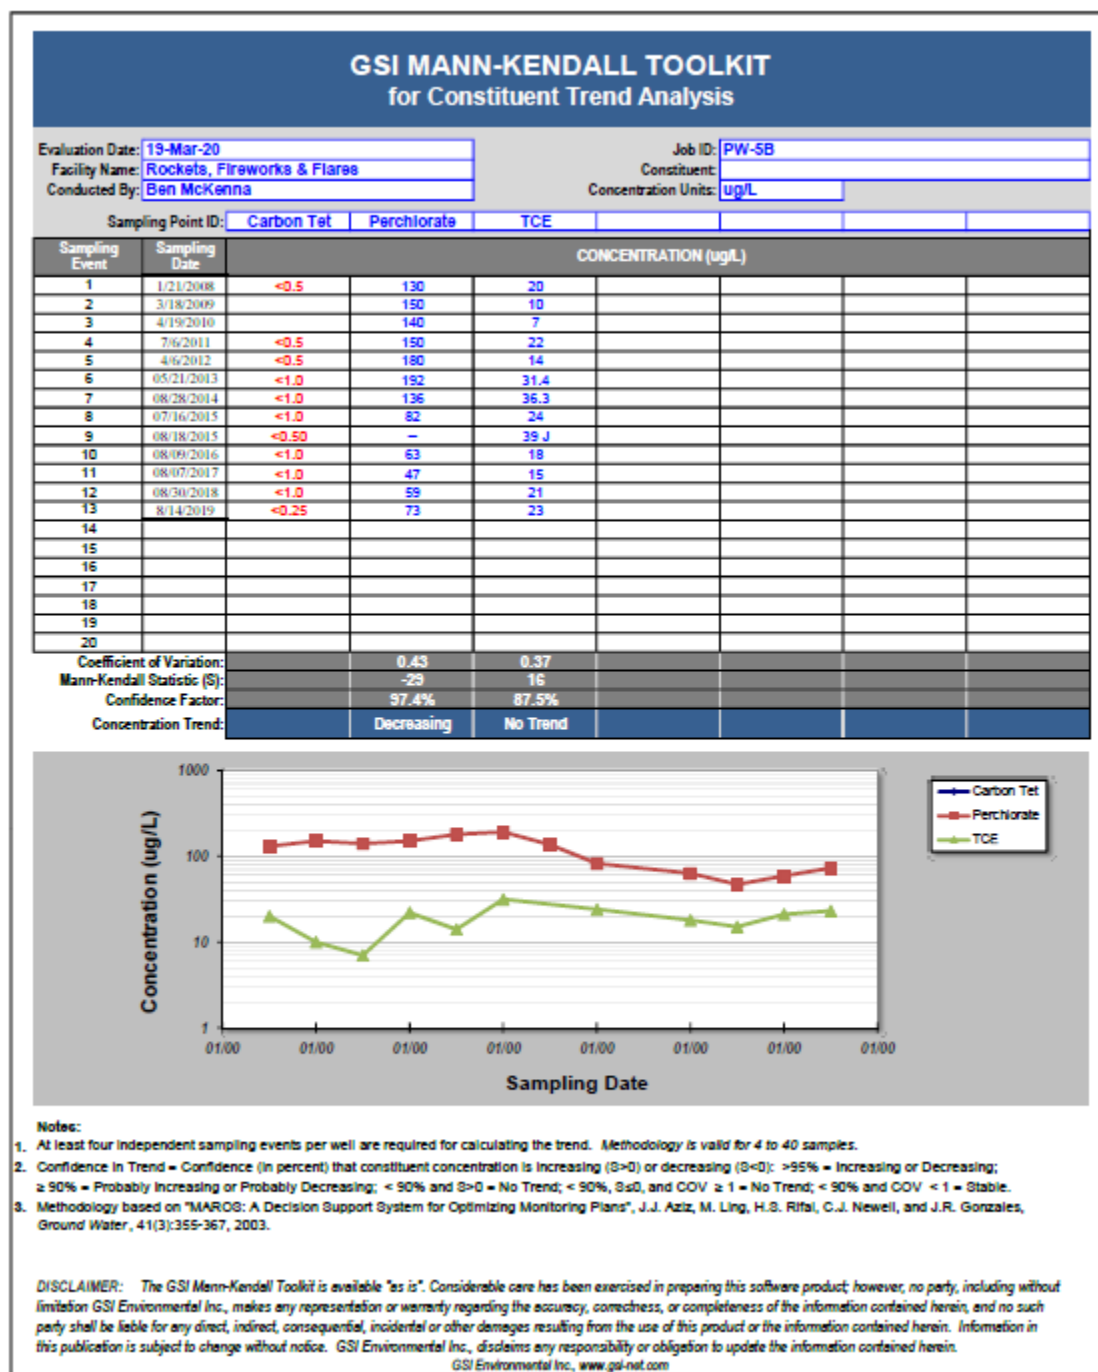 GSI MANN-KENDALL TOOLKIT
for Constituent Trend Analysis
Evaluation Date: 19-Mar-20 Job ID: PW-5B
Facility Name: Rockets, Fireworks & Flares Constituent:
Conducted By: Ben McKenna Concentration Units: ug/L
Sampling Point ID: Carbon Tet Perchlorate TCE
Sampling Event Sampling Date CONCENTRATION (ug/L)
1 1/21/2008 <0.5 130 20
2 3/18/2009 150 10
3 4/19/2010 140 7
4 7/6/2011 <0.5 150 22
5 4/6/2012 <0.5 180 14
6 05/21/2013 <1.0 192 31.4
7 08/28/2014 <1.0 136 36.3
8 07/16/2015 <1.0 82 24
9 08/18/2015 <0.50 – 39 J
10 08/09/2016 <1.0 63 18
11 08/07/2017 <1.0 47 15
12 08/30/2018 <1.0 59 21
13 8/14/2019 <0.25 73 23
14
15
16
17
18
19
20
Coefficient of Variation: 0.43 0.37
Mann-Kendall Statistic (S): -29 16
Confidence Factor: 97.4% 87.5%
Concentration Trend: Decreasing No Trend
1000
100
10
1
Concentration (ug/L)
01/00 01/00 01/00 01/00 01/00 01/00 01/00 01/00
Sampling Date
Carbon Tet
Perchlorate
TCE
Notes:
1. At least four independent sampling events per well are required for calculating the trend. Methodology is valid for 4 to 40 samples.
2. Confidence in Trend = Confidence (in percent) that constituent concentration is increasing (S>0) or decreasing (S<0): >95% = Increasing or Decreasing;
≥ 90% = Probably Increasing or Probably Decreasing; < 90% and S>0 = No Trend; < 90%, S≤0, and COV ≥ 1 = No Trend; < 90% and COV < 1 = Stable.
3. Methodology based on "MAROS: A Decision Support System for Optimizing Monitoring Plans", J.J. Aziz, M. Ling, H.S. Rifai, C.J. Newell, and J.R. Gonzales,
Ground Water, 41(3):355-367, 2003.
DISCLAIMER: The GSI Mann-Kendall Toolkit is available "as is". Considerable care has been exercised in preparing this software product; however, no party, including without
limitation GSI Environmental Inc., makes any representation or warranty regarding the accuracy, correctness, or completeness of the information contained herein, and no such
party shall be liable for any direct, indirect, consequential, incidental or other damages resulting from the use of this product or the information contained herein. Information in
this publication is subject to change without notice. GSI Environmental Inc., disclaims any responsibility or obligation to update the information contained herein.
GSI Environmental Inc., www.gsi-net.com